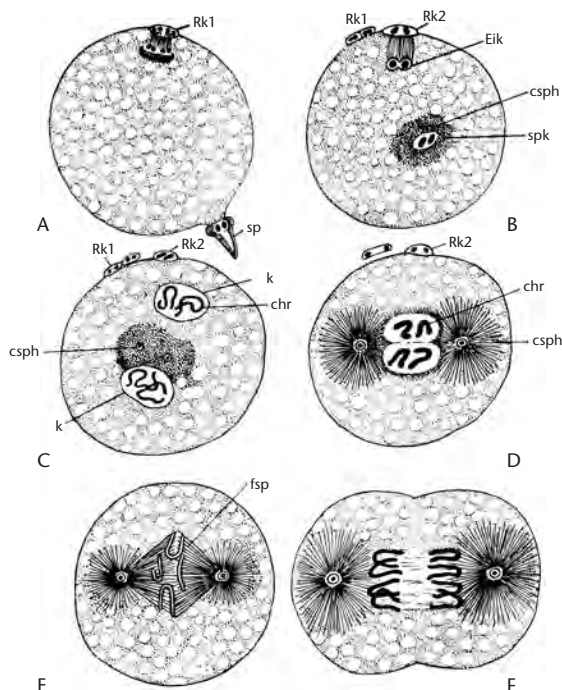 Rk1
A
sp
Rk1
Rk2
Eik
csph
spk
B
Rk1
Rk2
k
chr
csph
k
C
Rk2
chr
csph
D
fsp
E
F